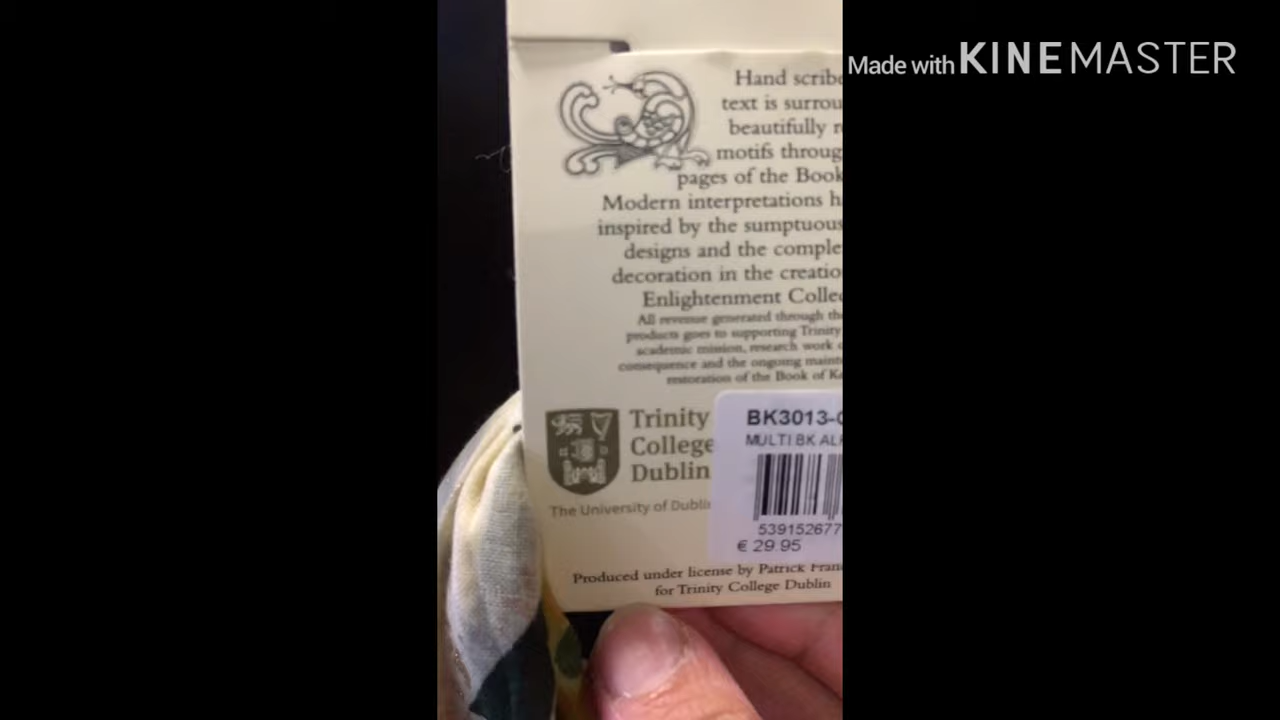 Made with KINEMASTER
Hand scribe
text is surrou
beautifully r
motifs throug
pages of the Book
Modern interpretations h
inspired by the sumptuous
designs and the comple
decoration in the creatio
Enlightenment Collec
All revenue generated through the
products goes to supporting Trinity
academic mission, research work o
consequence and the ongoing maint
restoration of the Book of Ke
Trinity
College
Dublin
The University of Dublin
BK3013-0
MULTI BK AL
539152677
€ 29.95
Produced under license by Patrick Fran
for Trinity College Dublin